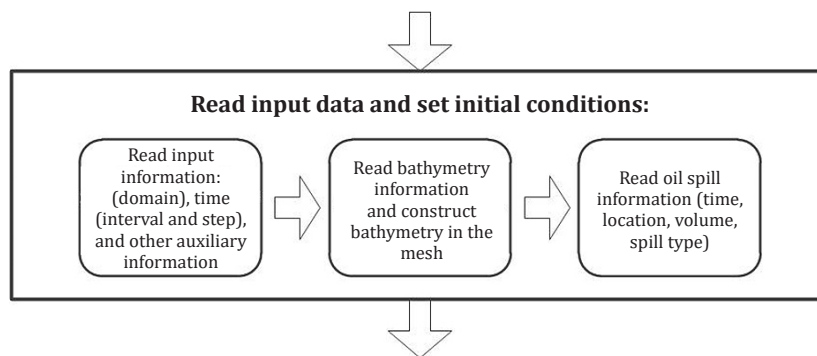 Read input data and set initial conditions:
Read input
information:
(domain), time
(interval and step),
and other auxiliary
information
Read bathymetry
information
and construct
bathymetry in the
mesh
Read oil spill
information (time,
location, volume,
spill type)